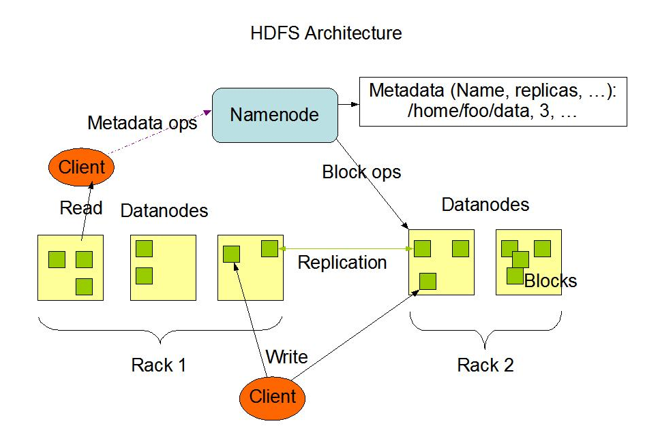 HDFS Architecture
Metadata (Name, replicas, …):
/home/foo/data, 3, …
Namenode
Metadata ops
Client
Block ops
Read
Datanodes
Datanodes
Replication
Blocks
Rack 1
Write
Rack 2
Client